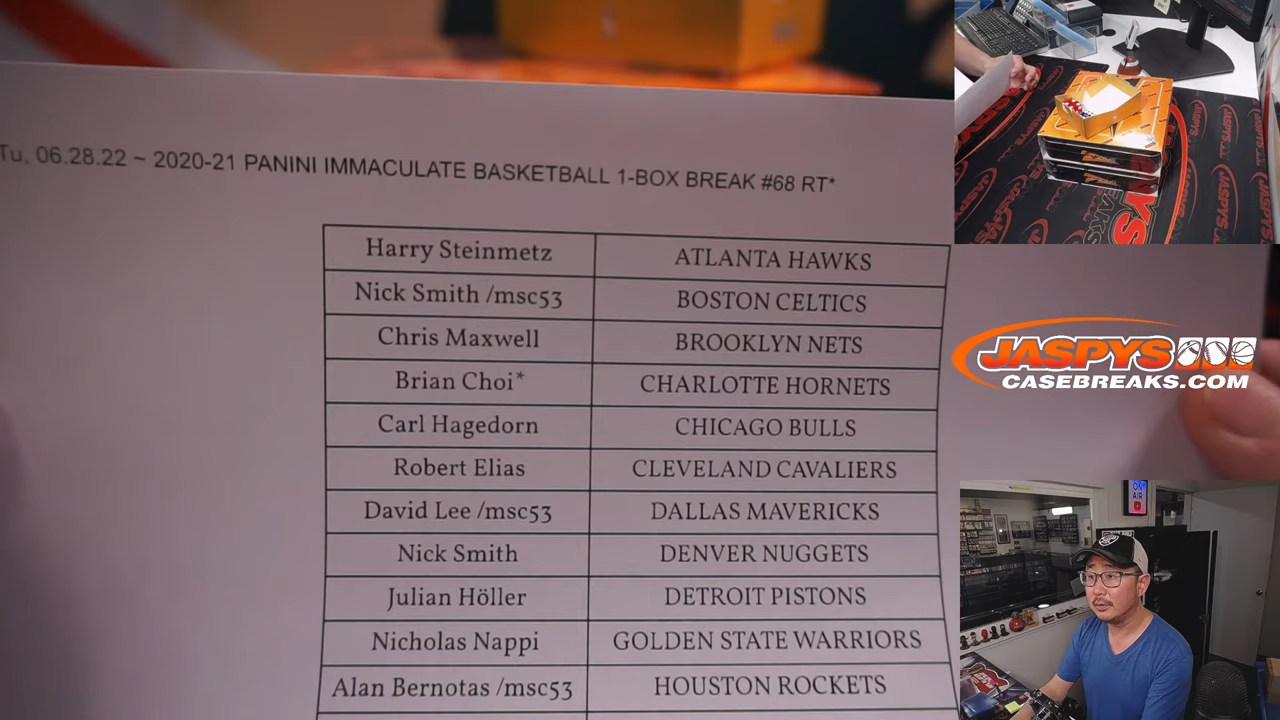 Tu, 06.28.22 ~ 2020-21 PANINI IMMACULATE BASKETBALL 1-BOX BREAK #68 RT*
Harry Steinmetz ATLANTA HAWKS
Nick Smith /msc53 BOSTON CELTICS
Chris Maxwell BROOKLYN NETS
Brian Choi* CHARLOTTE HORNETS
Carl Hagedorn CHICAGO BULLS
Robert Elias CLEVELAND CAVALIERS
David Lee /msc53 DALLAS MAVERICKS
Nick Smith DENVER NUGGETS
Julian Höller DETROIT PISTONS
Nicholas Nappi GOLDEN STATE WARRIORS
Alan Bernotas /msc53 HOUSTON ROCKETS
JASPYS
CASEBREAKS.COM
ON
AIR